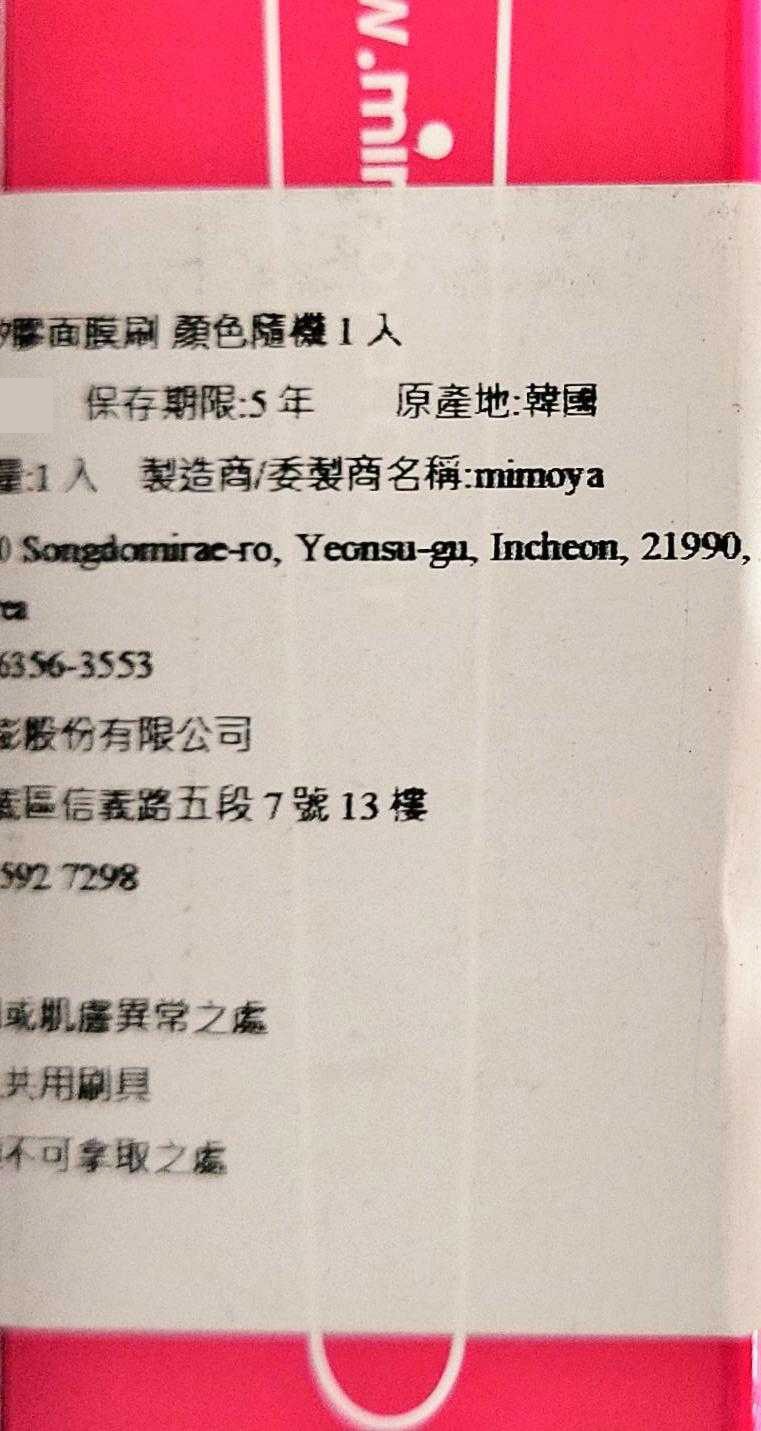 w.mir
膠面膜刷 顏色隨機 1 入
保存期限:5 年 原產地:韓國
量:1 入 製造商/委製商名稱:mimoya
0 Songdomirae-ro, Yeonsu-gu, Incheon, 21990,
rea
6356-3553
股份有限公司
義區信義路五段 7 號 13 樓
592 7298
或肌膚異常之處
共用刷具
不可拿取之處